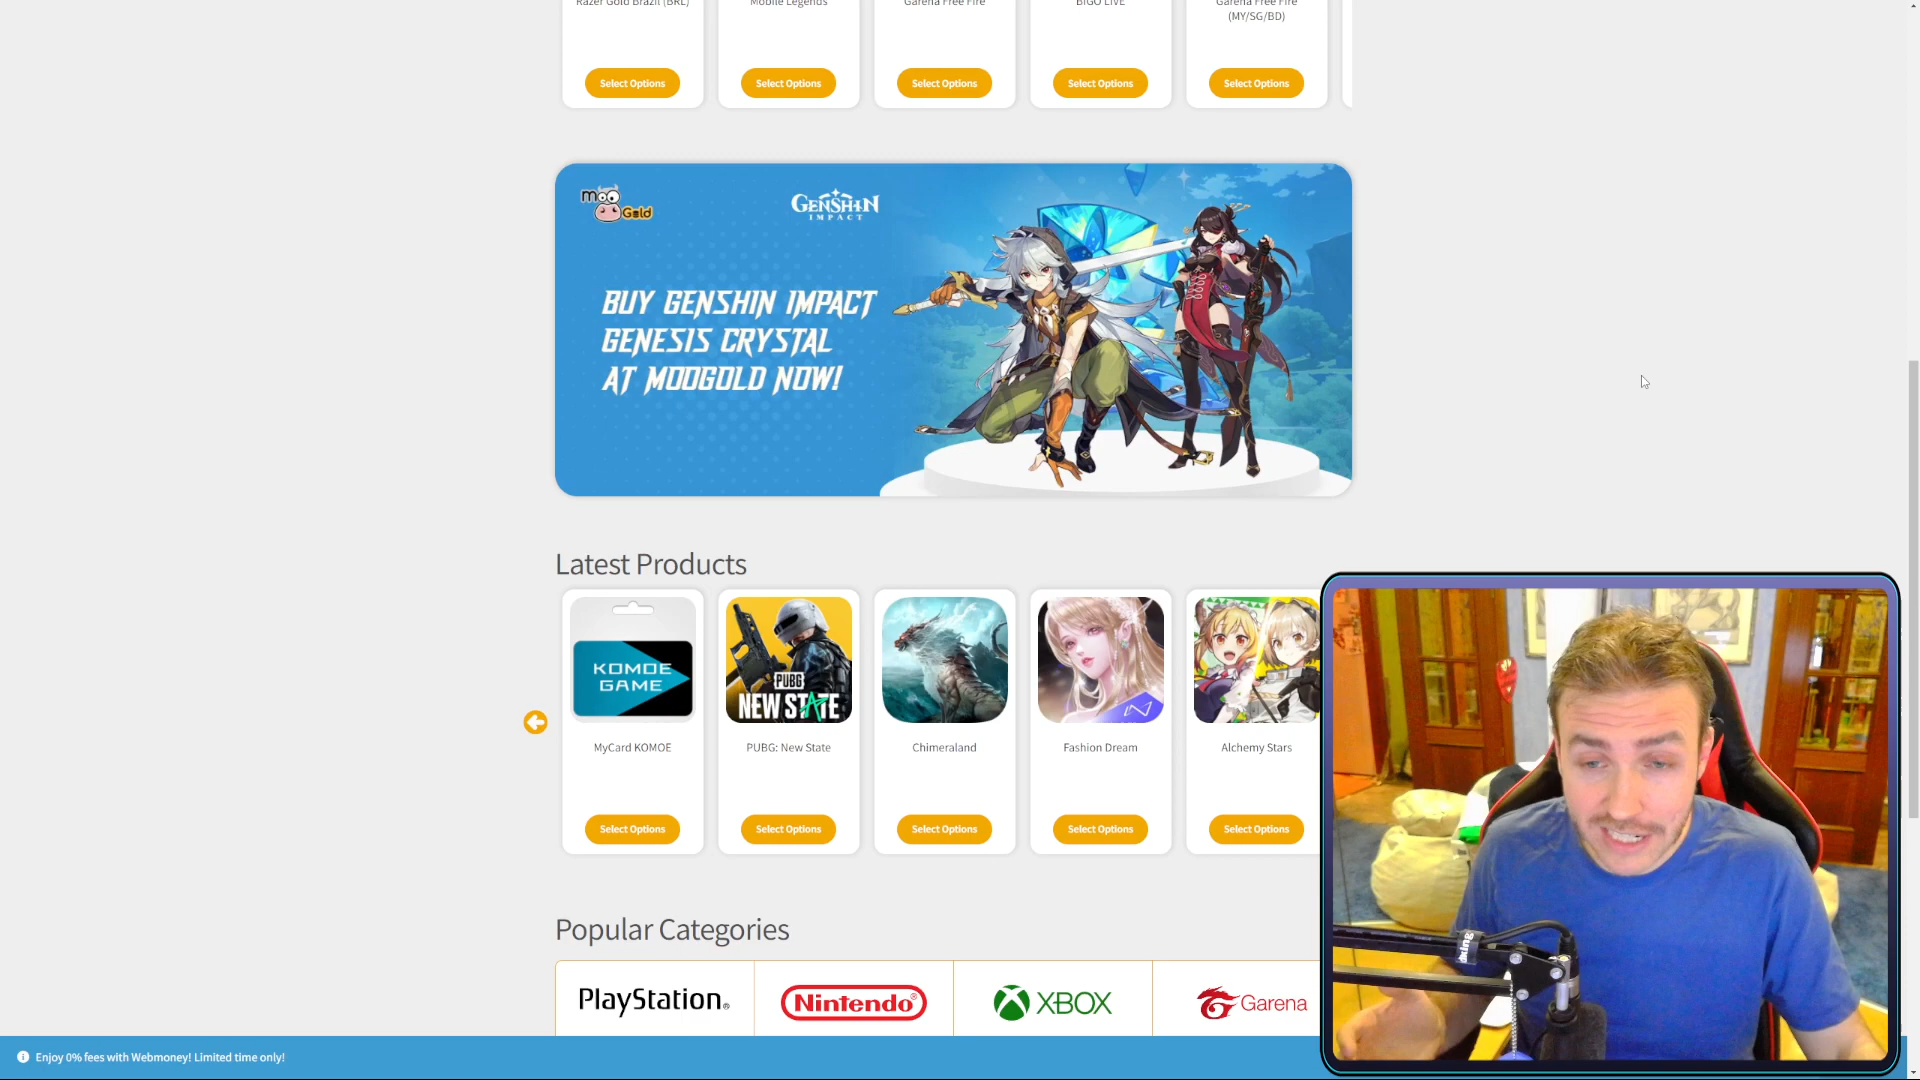 Razer Gold Brazil (BRL)
Mobile Legends
Garena Free Fire
BIGO LIVE
Garena Free Fire
(MY/SG/BD)
Select Options
Select Options
Select Options
Select Options
Select Options
moo
Gold
GENSHIN
IMPACT
BUY GENSHIN IMPACT
GENESIS CRYSTAL
AT MOOGOLD NOW!
Latest Products
KOMOE
GAME
PUBG
NEW STATE
MyCard KOMOE
PUBG: New State
Chimeraland
Fashion Dream
Alchemy Stars
Select Options
Select Options
Select Options
Select Options
Select Options
Popular Categories
PlayStation®
Nintendo®
XBOX
Garena
Enjoy 0% fees with Webmoney! Limited time only!